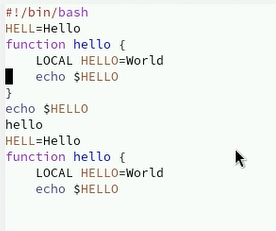 #!/bin/bash
HELL=Hello
function hello {
    LOCAL HELLO=World
    echo $HELLO
}
echo $HELLO
hello
HELL=Hello
function hello {
    LOCAL HELLO=World
    echo $HELLO